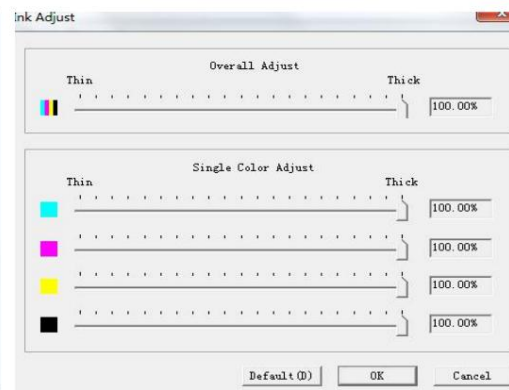 Ink Adjust
Overall Adjust
Thin Thick
100.00%
Single Color Adjust
Thin Thick
100.00%
100.00%
100.00%
100.00%
Default(D) OK Cancel